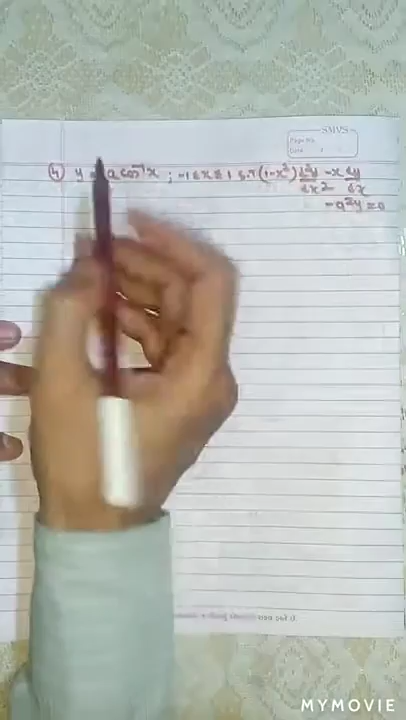 SMVS
Page No.
Date
④ y = a cos⁻¹x ; -1 ≤ x ≤ 1 S.T (1-x²) d²y/dx² - x dy/dx
- a²y = 0
MYMOVIE